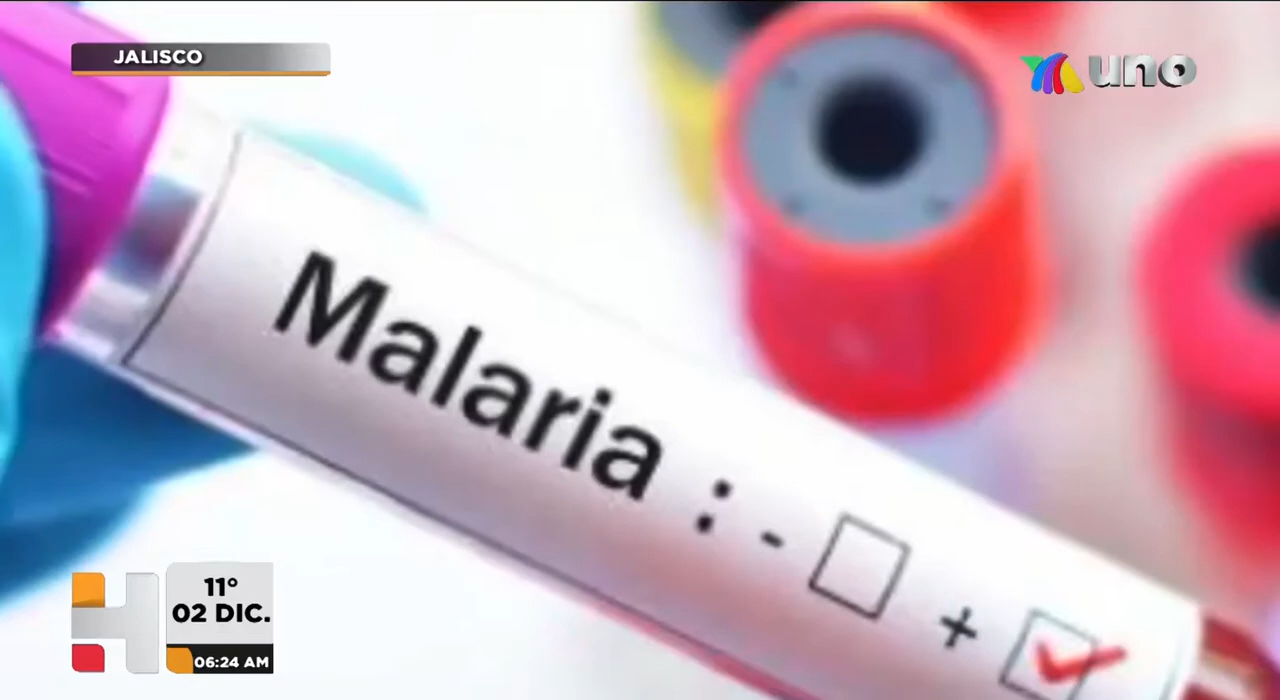 JALISCO
uno
Malaria : - +
11°
02 DIC.
06:24 AM